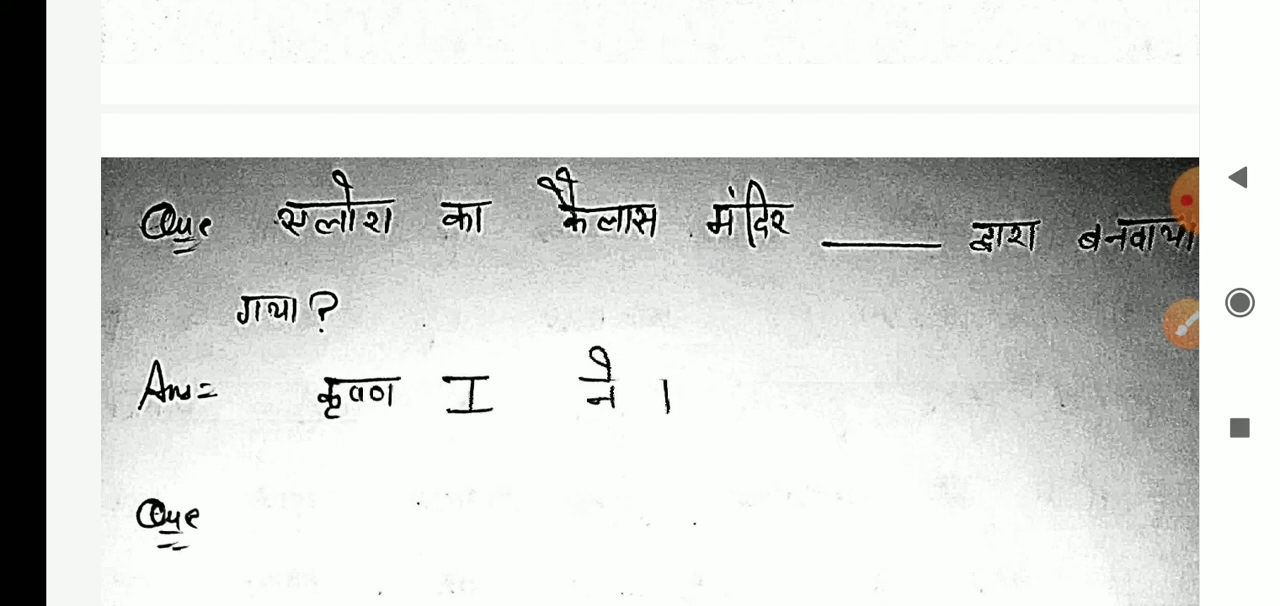 Que एलोरा का कैलास मंदिर ______ द्वारा बनवाया
गया?
Ans= कृष्ण I ने ।
Que